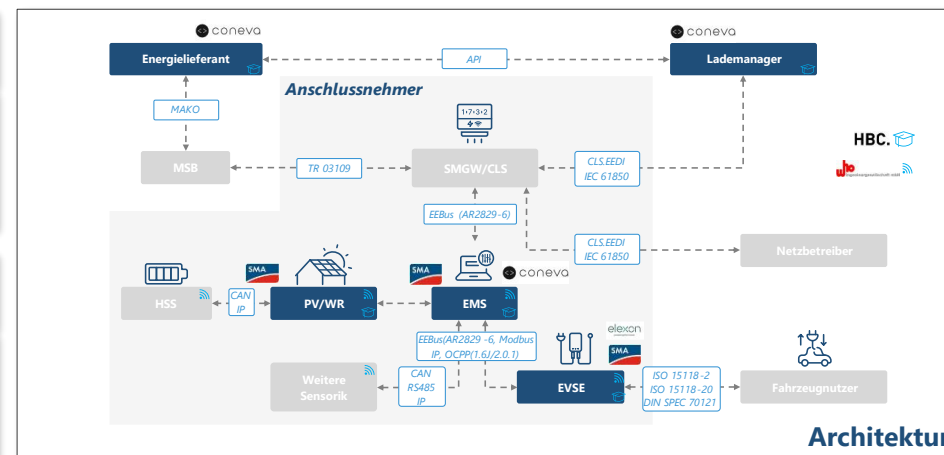 coneva
coneva
Energielieferant
API
Lademanager
Anschlussnehmer
1•7•3•2
MAKO
HBC.
MSB
TR 03109
SMGW/CLS
CLS.EEDI
IEC 61850
who
EEBus (AR2829-6)
CLS.EEDI
IEC 61850
Netzbetreiber
SMA
SMA
coneva
HSS
CAN
IP
PV/WR
EMS
elexon
EEBus(AR2829 -6, Modbus
IP, OCPP(1.6J/2.0.1)
SMA
Weitere
Sensorik
CAN
RS485
IP
EVSE
ISO 15118-2
ISO 15118-20
DIN SPEC 70121
Fahrzeugnutzer
Architektur